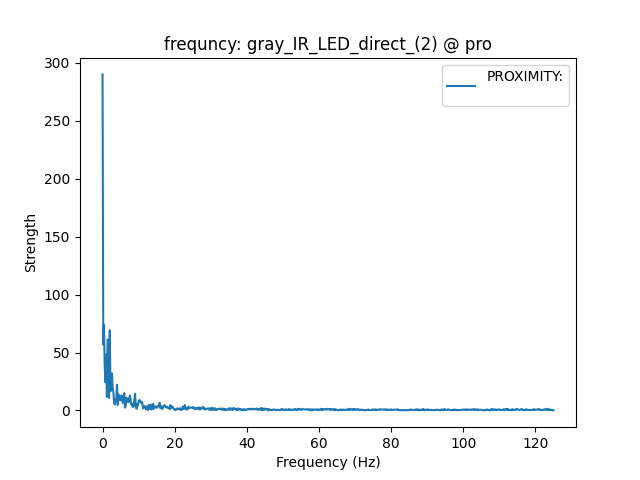 frequncy: gray_IR_LED_direct_(2) @ pro
PROXIMITY:
300
250
200
150
100
50
0
Strength
0 20 40 60 80 100 120
Frequency (Hz)